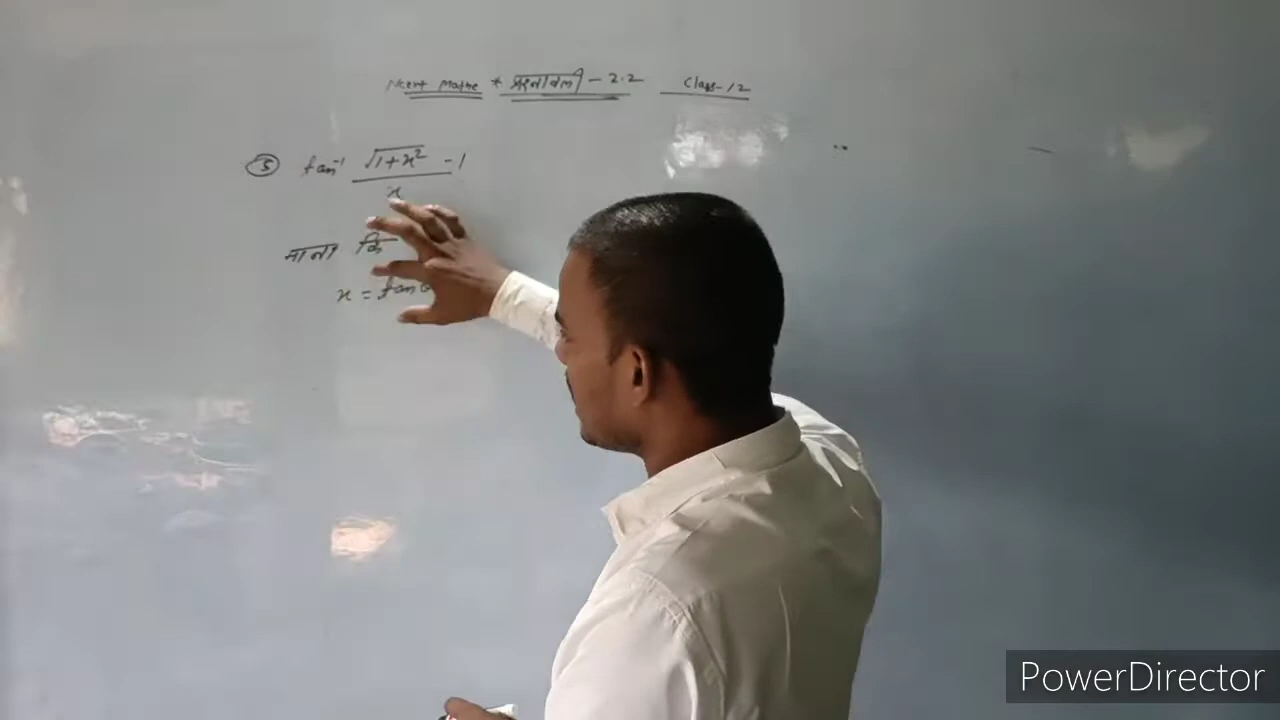 Ncert Maths * प्रश्नावली - 2.2 Class-12
⑤ tan⁻¹ √(1+x²) - 1 / x
माना कि
x = tanθ
PowerDirector